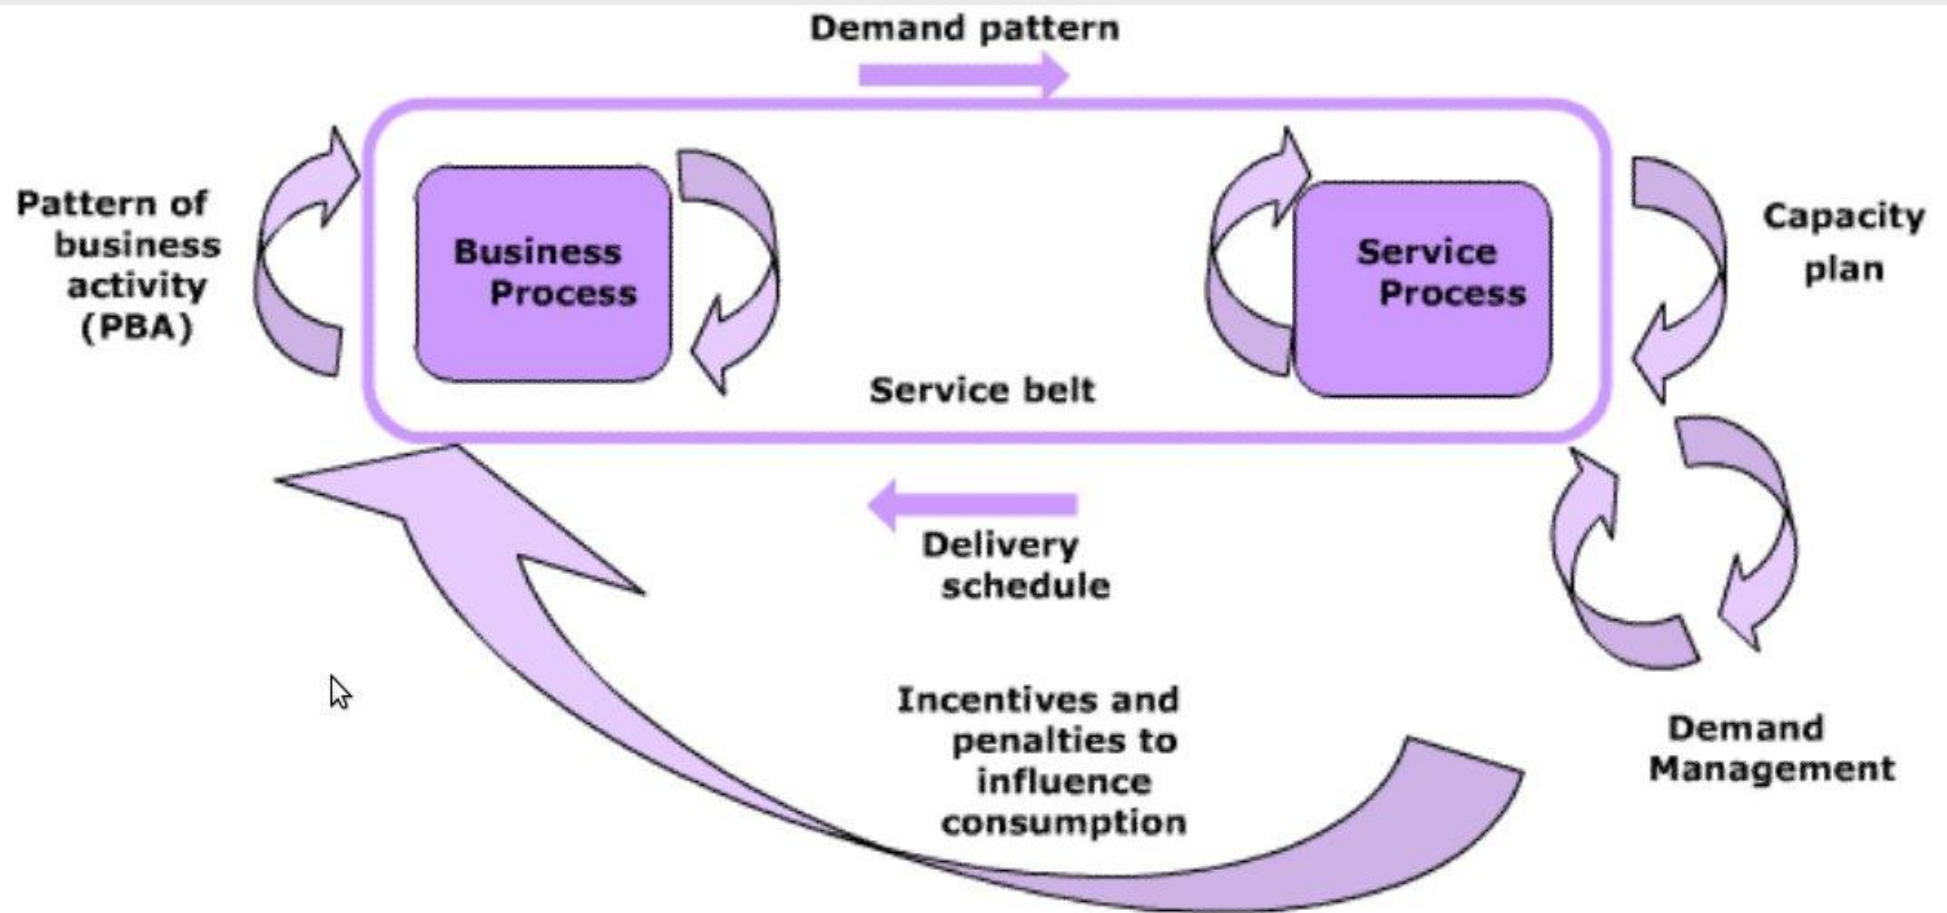 Demand pattern
Pattern of
business
activity
(PBA)
Business
Process
Service
Process
Capacity
plan
Service belt
Delivery
schedule
Incentives and
penalties to
influence
consumption
Demand
Management